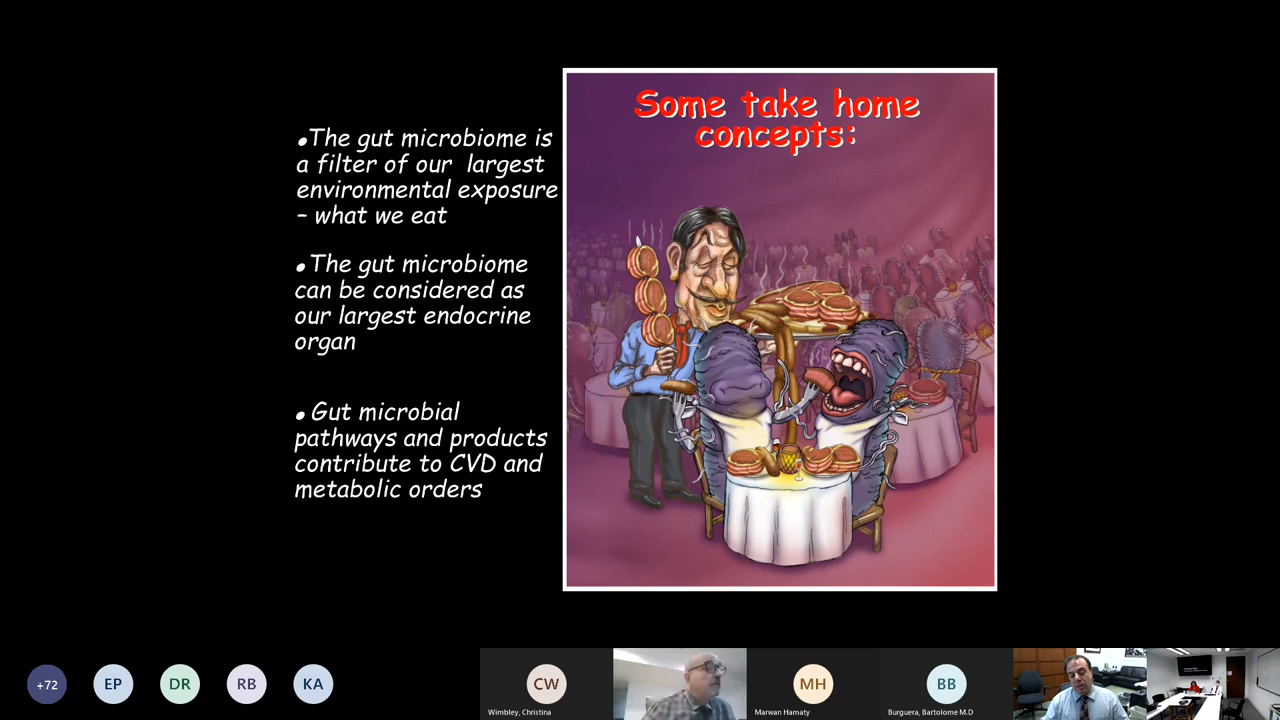 Some take home
concepts:
•The gut microbiome is
a filter of our largest
environmental exposure
– what we eat
•The gut microbiome
can be considered as
our largest endocrine
organ
• Gut microbial
pathways and products
contribute to CVD and
metabolic orders
+72
EP
DR
RB
KA
CW
Wimbley, Christina
MH
Marwan Hamaty
BB
Burguera, Bartolome M.D